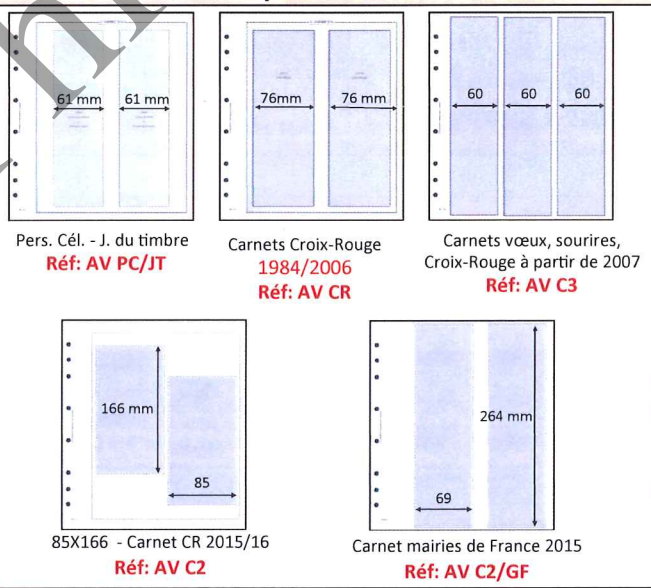 61 mm 61 mm
76mm 76 mm
60 60 60
Pers. Cél. - J. du timbre
Réf: AV PC/JT
Carnets Croix-Rouge
1984/2006
Réf: AV CR
Carnets vœux, sourires,
Croix-Rouge à partir de 2007
Réf: AV C3
166 mm
85
264 mm
69
85X166 - Carnet CR 2015/16
Réf: AV C2
Carnet mairies de France 2015
Réf: AV C2/GF